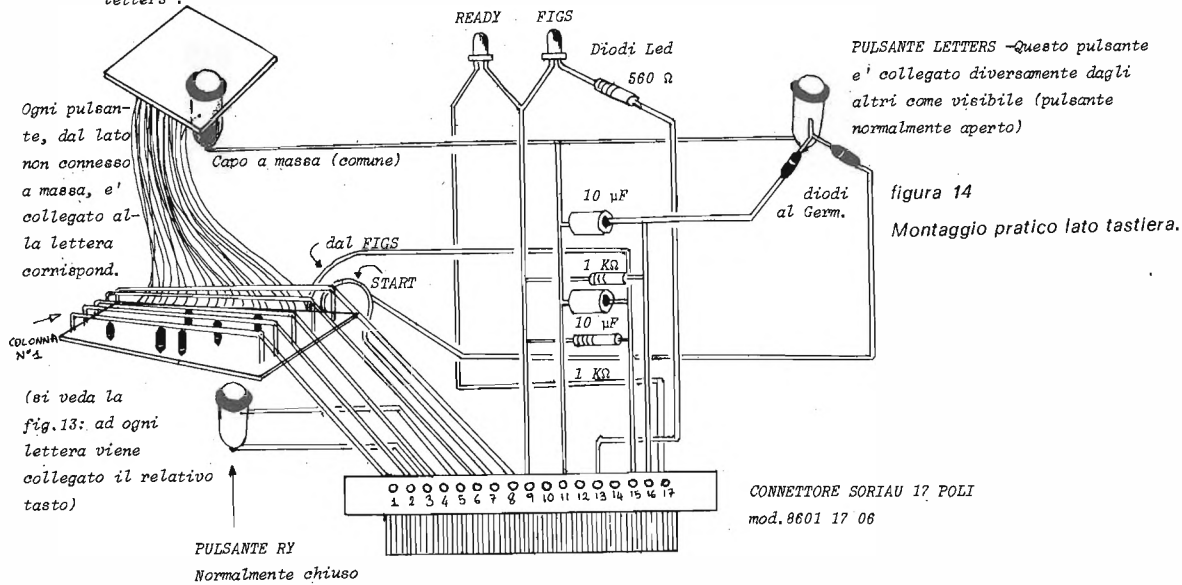 letters".
READY
FIGS
Diodi Led
560 Ω
PULSANTE LETTERS -Questo pulsante
e' collegato diversamente dagli
altri come visibile (pulsante
normalmente aperto)
Ogni pulsan-
te, dal lato
non connesso
a massa, e'
collegato al-
la lettera
corrispond.
Capo a massa (comune)
diodi
al Germ.
figura 14
Montaggio pratico lato tastiera.
10 µF
dal FIGS
START
1 KΩ
10 µF
1 KΩ
COLONNA
N°1
(si veda la
fig.13: ad ogni
lettera viene
collegato il relativo
tasto)
1 2 3 4 5 6 7 8 9 10 11 12 13 14 15 16 17
CONNETTORE SORIAU 17 POLI
mod.8601 17 06
PULSANTE RY
Normalmente chiuso